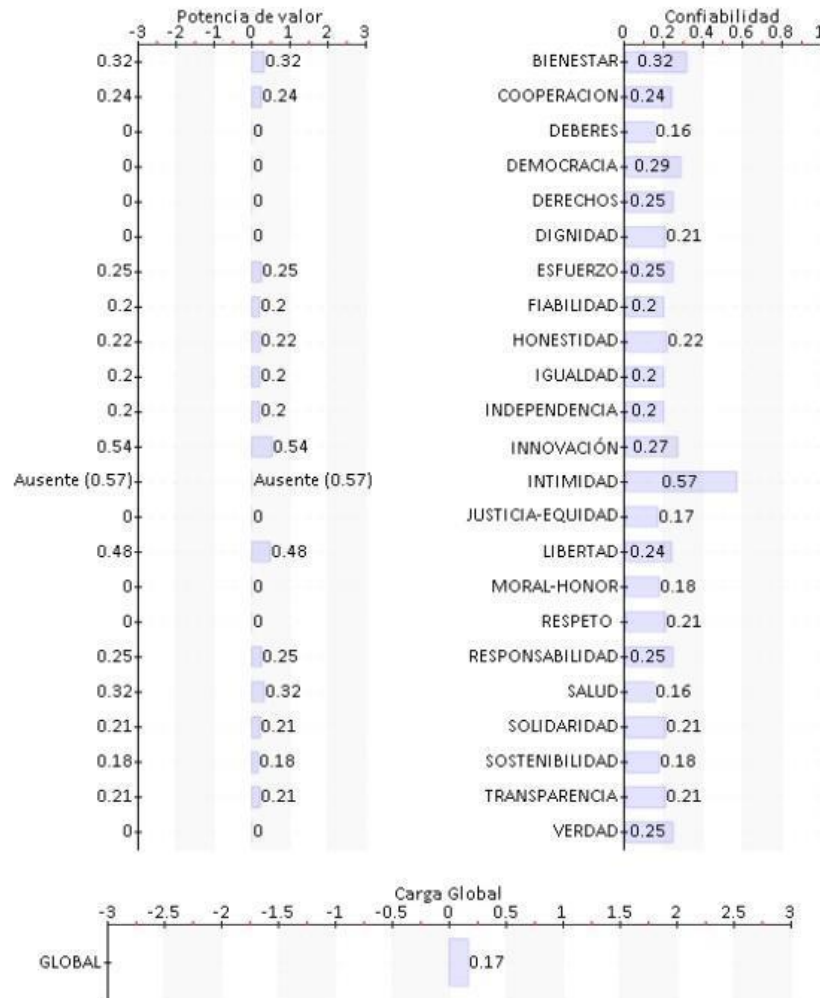 Potencia de valor Confiabilidad
-3 -2 -1 0 1 2 3 0 0.2 0.4 0.6 0.8 1
0.32 0.32 BIENESTAR 0.32
0.24 0.24 COOPERACION 0.24
0 0 DEBERES 0.16
0 0 DEMOCRACIA 0.29
0 0 DERECHOS 0.25
0 0 DIGNIDAD 0.21
0.25 0.25 ESFUERZO 0.25
0.2 0.2 FIABILIDAD 0.2
0.22 0.22 HONESTIDAD 0.22
0.2 0.2 IGUALDAD 0.2
0.2 0.2 INDEPENDENCIA 0.2
0.54 0.54 INNOVACIÓN 0.27
Ausente (0.57) Ausente (0.57) INTIMIDAD 0.57
0 0 JUSTICIA-EQUIDAD 0.17
0.48 0.48 LIBERTAD 0.24
0 0 MORAL-HONOR 0.18
0 0 RESPETO 0.21
0.25 0.25 RESPONSABILIDAD 0.25
0.32 0.32 SALUD 0.16
0.21 0.21 SOLIDARIDAD 0.21
0.18 0.18 SOSTENIBILIDAD 0.18
0.21 0.21 TRANSPARENCIA 0.21
0 0 VERDAD 0.25
Carga Global
-3 -2.5 -2 -1.5 -1 -0.5 0 0.5 1 1.5 2 2.5 3
GLOBAL 0.17